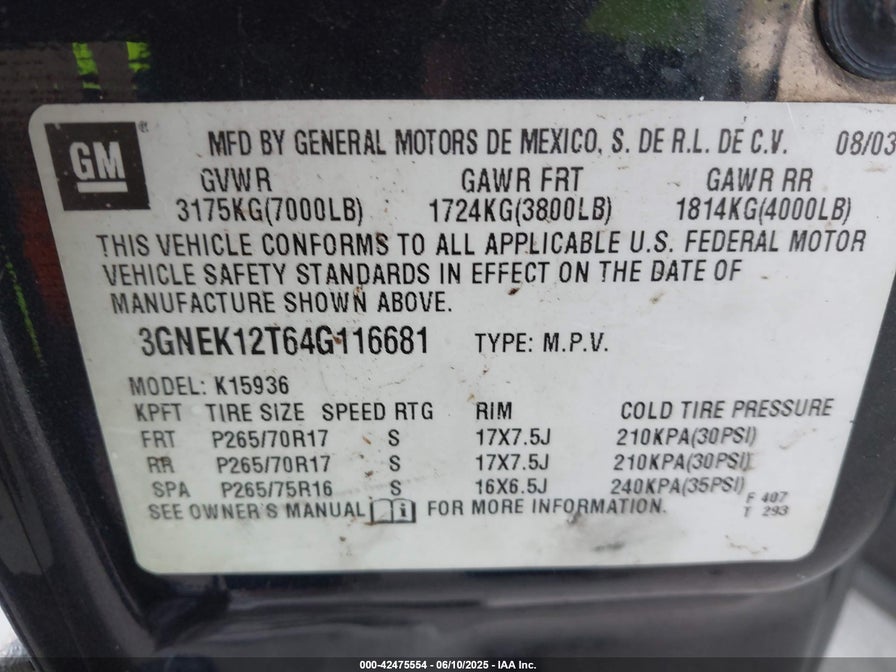 GM ®
MFD BY GENERAL MOTORS DE MEXICO, S. DE R.L. DE C.V. 08/03
GVWR GAWR FRT GAWR RR
3175KG(7000LB) 1724KG(3800LB) 1814KG(4000LB)
THIS VEHICLE CONFORMS TO ALL APPLICABLE U.S. FEDERAL MOTOR
VEHICLE SAFETY STANDARDS IN EFFECT ON THE DATE OF
MANUFACTURE SHOWN ABOVE.
3GNEK12T64G116681 TYPE: M.P.V.
MODEL: K15936
KPFT TIRE SIZE SPEED RTG RIM COLD TIRE PRESSURE
FRT P265/70R17 S 17X7.5J 210KPA(30PSI)
RR P265/70R17 S 17X7.5J 210KPA(30PSI)
SPA P265/75R16 S 16X6.5J 240KPA(35PSI)
F 407
SEE OWNER'S MANUAL FOR MORE INFORMATION. T 293
000-42475554 | 06/10/2025 - IAA Inc.